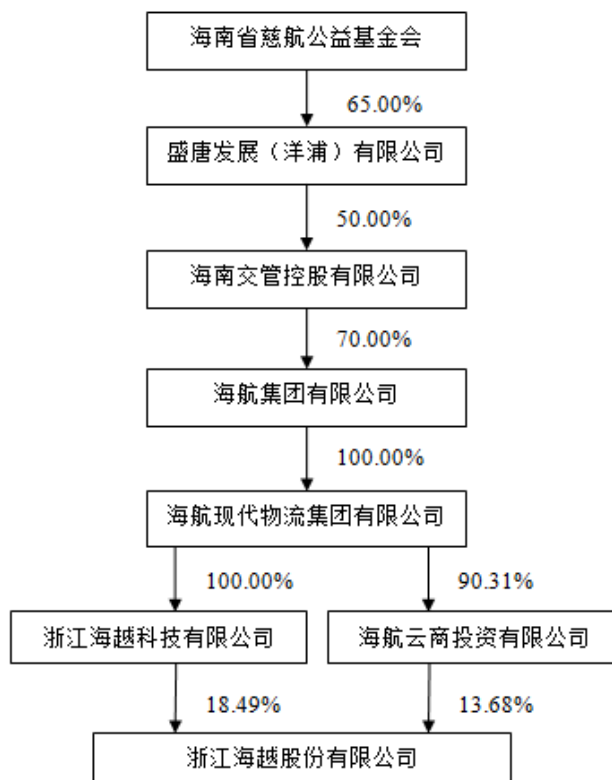 海南省慈航公益基金会
65.00%
盛唐发展（洋浦）有限公司
50.00%
海南交管控股有限公司
70.00%
海航集团有限公司
100.00%
海航现代物流集团有限公司
100.00%
90.31%
浙江海越科技有限公司
海航云商投资有限公司
18.49%
13.68%
浙江海越股份有限公司